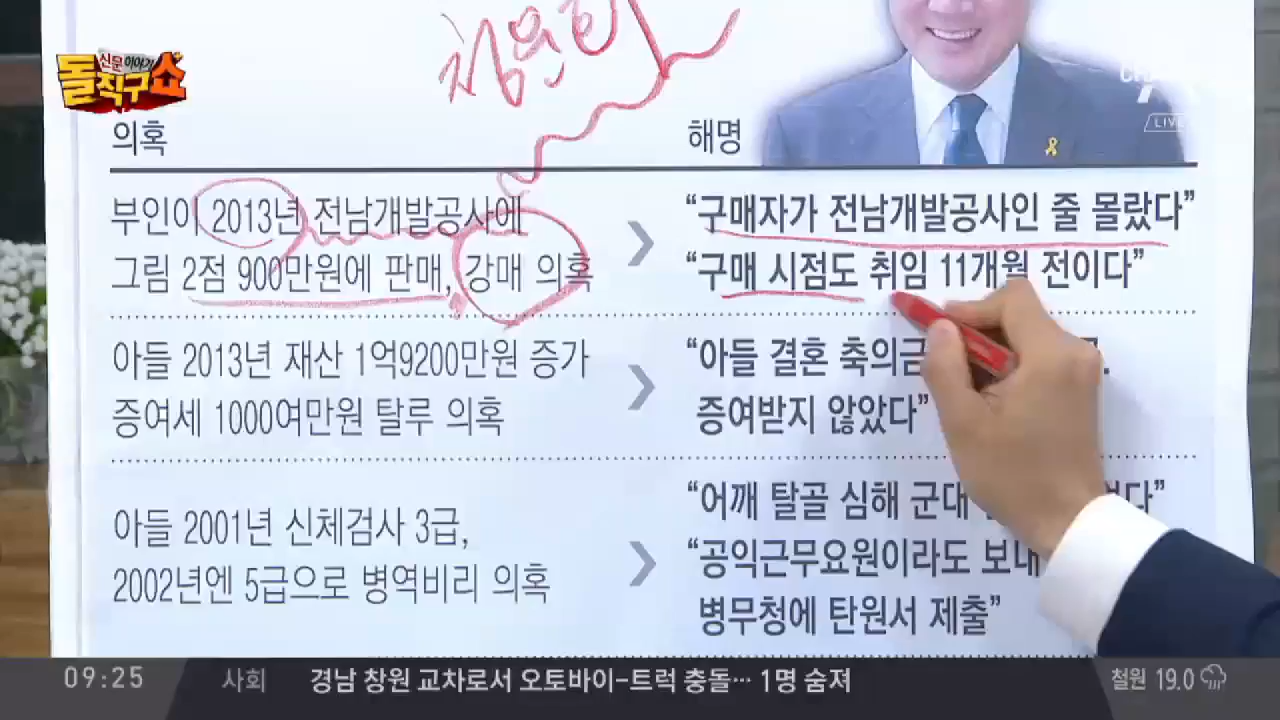 신문이야기
돌직구쇼
LIVE
의혹
해명
부인이 2013년 전남개발공사에
그림 2점 900만원에 판매, 강매 의혹
“구매자가 전남개발공사인 줄 몰랐다”
“구매 시점도 취임 11개월 전이다”
아들 2013년 재산 1억9200만원 증가
증여세 1000여만원 탈루 의혹
“아들 결혼 축의금
증여받지 않았다”
아들 2001년 신체검사 3급,
2002년엔 5급으로 병역비리 의혹
“어깨 탈골 심해 군대
“공익근무요원이라도 보내
병무청에 탄원서 제출”
09:25 사회 경남 창원 교차로서 오토바이-트럭 충돌… 1명 숨져 철원 19.0